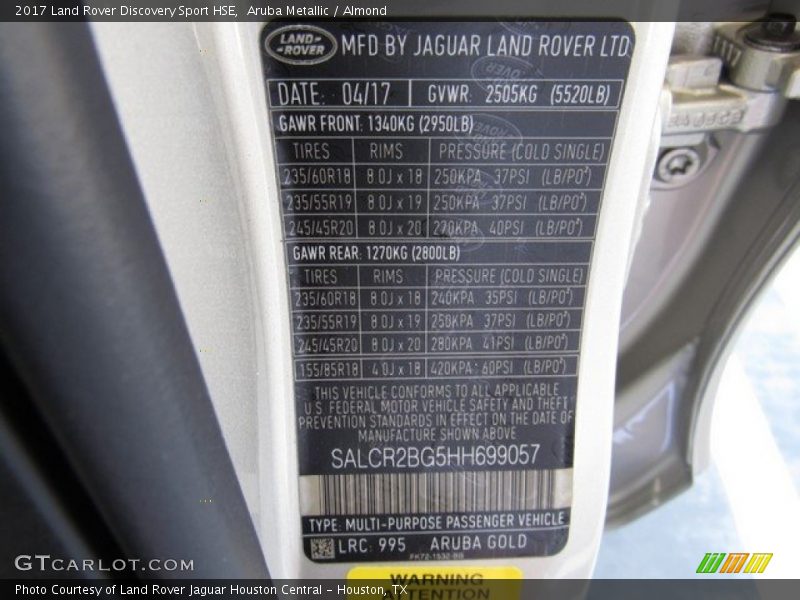 2017 Land Rover Discovery Sport HSE, Aruba Metallic / Almond
LAND-ROVER MFD BY JAGUAR LAND ROVER LTD
DATE: 04/17 GVWR: 2505KG (5520LB)
GAWR FRONT: 1340KG (2950LB)
TIRES RIMS PRESSURE (COLD SINGLE)
235/60R18 8.0J x 18 250KPA 37PSI (LB/PO²)
235/55R19 8.0J x 19 250KPA 37PSI (LB/PO²)
245/45R20 8.0J x 20 270KPA 40PSI (LB/PO²)
GAWR REAR: 1270KG (2800LB)
TIRES RIMS PRESSURE (COLD SINGLE)
235/60R18 8.0J x 18 240KPA 35PSI (LB/PO²)
235/55R19 8.0J x 19 250KPA 37PSI (LB/PO²)
245/45R20 8.0J x 20 280KPA 41PSI (LB/PO²)
155/85R18 4.0J x 18 420KPA 60PSI (LB/PO²)
THIS VEHICLE CONFORMS TO ALL APPLICABLE
U.S. FEDERAL MOTOR VEHICLE SAFETY AND THEFT
PREVENTION STANDARDS IN EFFECT ON THE DATE OF
MANUFACTURE SHOWN ABOVE
SALCR2BG5HH699057
TYPE: MULTI-PURPOSE PASSENGER VEHICLE
LRC: 995 ARUBA GOLD
WARNING
ATTENTION
GTCARLOT.COM
Photo Courtesy of Land Rover Jaguar Houston Central - Houston, TX